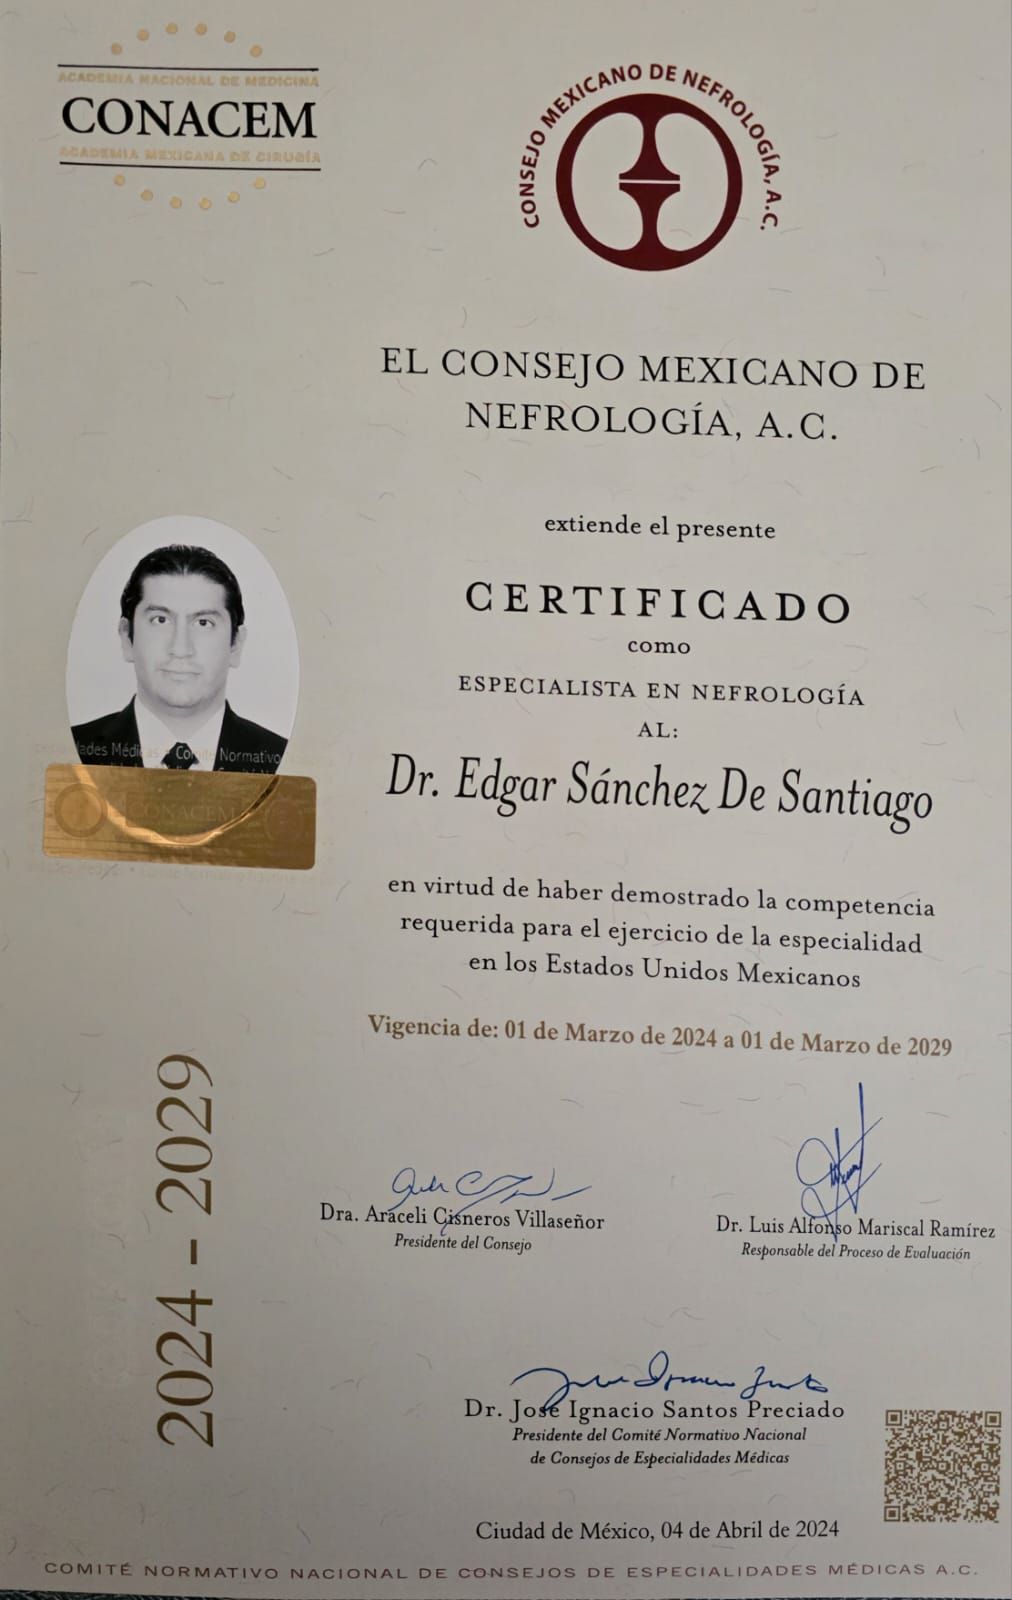 ACADEMIA NACIONAL DE MEDICINA
CONACEM
ACADEMIA MEXICANA DE CIRUGÍA
CONSEJO MEXICANO DE NEFROLOGÍA, A.C.
EL CONSEJO MEXICANO DE
NEFROLOGÍA, A.C.
extiende el presente
CERTIFICADO
como
ESPECIALISTA EN NEFROLOGÍA
AL:
Dr. Edgar Sánchez De Santiago
en virtud de haber demostrado la competencia
requerida para el ejercicio de la especialidad
en los Estados Unidos Mexicanos
Vigencia de: 01 de Marzo de 2024 a 01 de Marzo de 2029
Médicas Normativo
CONACEM
2024 - 2029
Dra. Araceli Cisneros Villaseñor
Presidente del Consejo
Dr. Luis Alfonso Mariscal Ramírez
Responsable del Proceso de Evaluación
Dr. José Ignacio Santos Preciado
Presidente del Comité Normativo Nacional
de Consejos de Especialidades Médicas
Ciudad de México, 04 de Abril de 2024
COMITÉ NORMATIVO NACIONAL DE CONSEJOS DE ESPECIALIDADES MÉDICAS A.C.